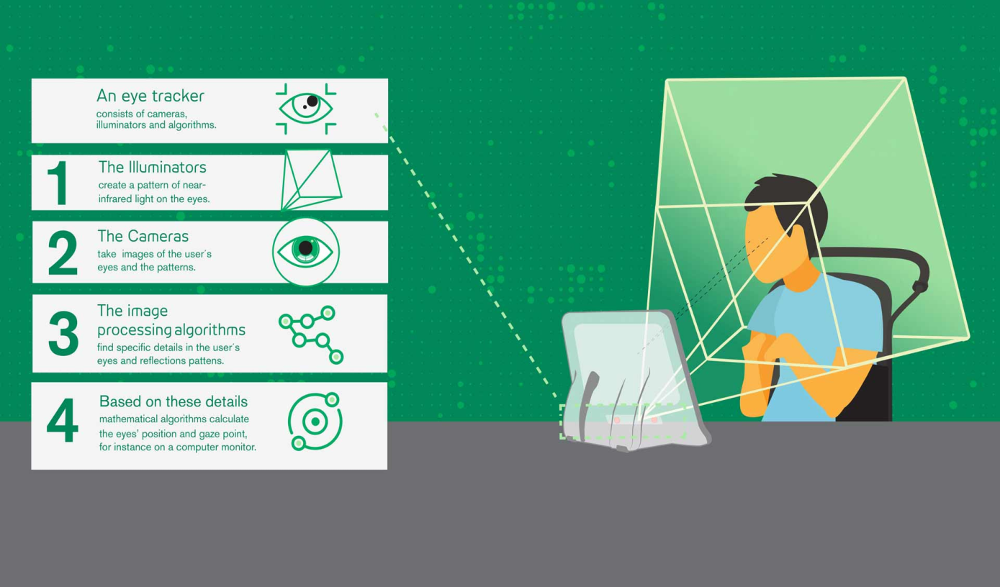 An eye tracker
consists of cameras,
illuminators and algorithms.
1
The Illuminators
create a pattern of near-
infrared light on the eyes.
2
The Cameras
take images of the user´s
eyes and the patterns.
3
The image
processing algorithms
find specific details in the user´s
eyes and reflections pattens.
4
Based on these details
mathematical algorithms calculate
the eyes' position and gaze point,
for instance on a computer monitor.